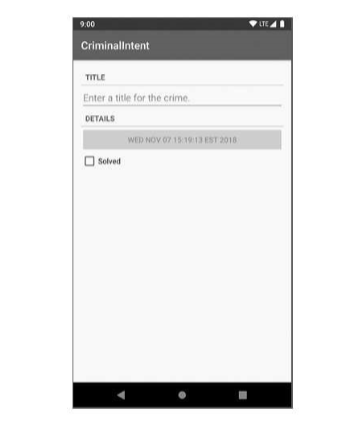 9:00 LTE
CriminalIntent
TITLE
Enter a title for the crime.
DETAILS
WED NOV 07 15:19:13 EST 2018
Solved